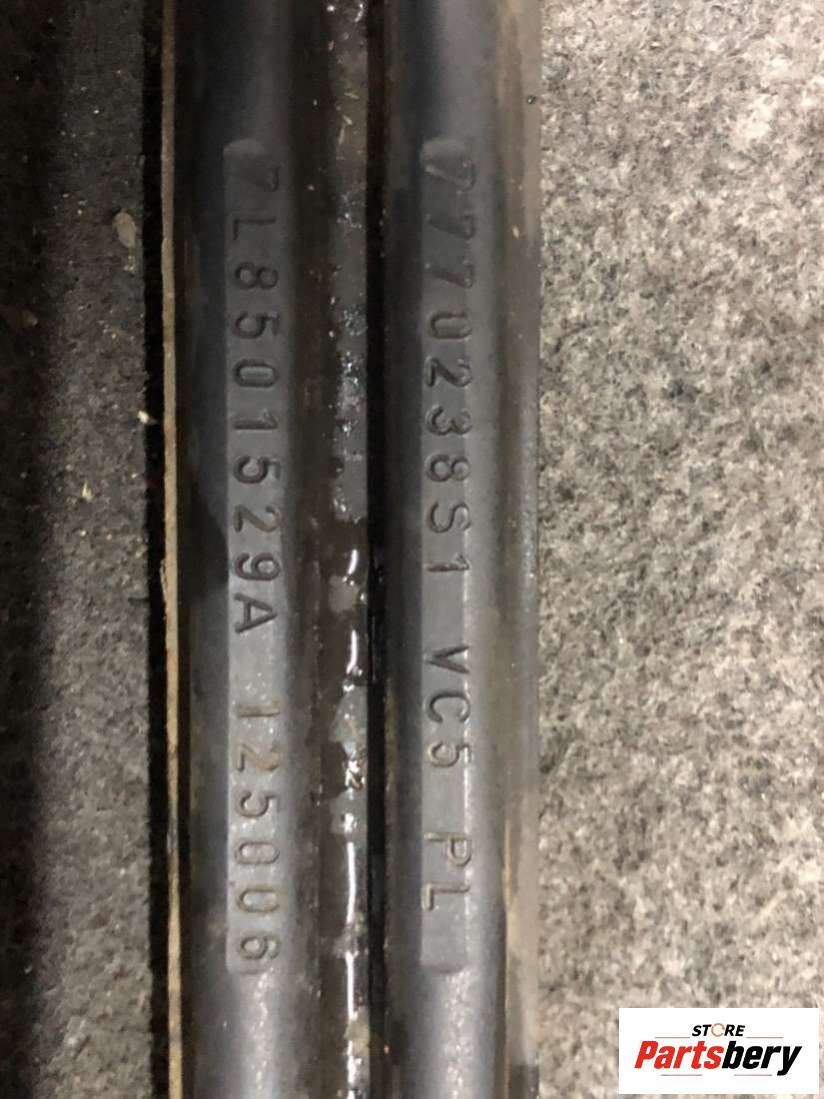 7770238S1 VC5 PL
7L8501529A 125006
STORE
Partsbery